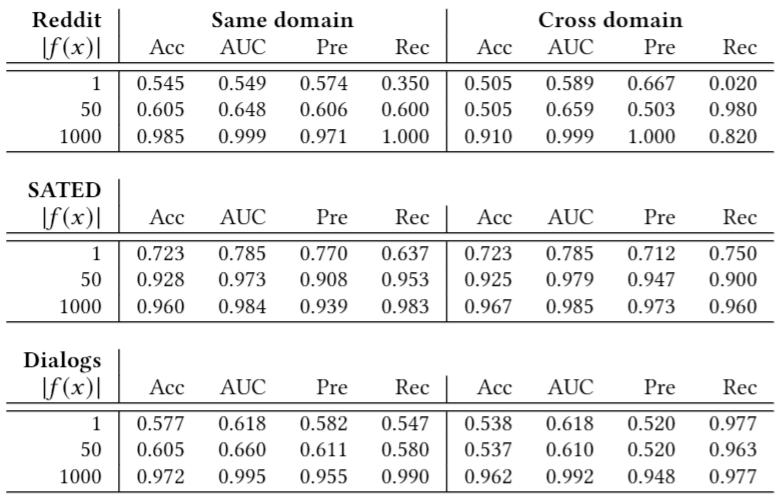 Reddit Same domain Cross domain
|f(x)| Acc AUC Pre Rec Acc AUC Pre Rec
1 0.545 0.549 0.574 0.350 0.505 0.589 0.667 0.020
50 0.605 0.648 0.606 0.600 0.505 0.659 0.503 0.980
1000 0.985 0.999 0.971 1.000 0.910 0.999 1.000 0.820
SATED
|f(x)| Acc AUC Pre Rec Acc AUC Pre Rec
1 0.723 0.785 0.770 0.637 0.723 0.785 0.712 0.750
50 0.928 0.973 0.908 0.953 0.925 0.979 0.947 0.900
1000 0.960 0.984 0.939 0.983 0.967 0.985 0.973 0.960
Dialogs
|f(x)| Acc AUC Pre Rec Acc AUC Pre Rec
1 0.577 0.618 0.582 0.547 0.538 0.618 0.520 0.977
50 0.605 0.660 0.611 0.580 0.537 0.610 0.520 0.963
1000 0.972 0.995 0.955 0.990 0.962 0.992 0.948 0.977